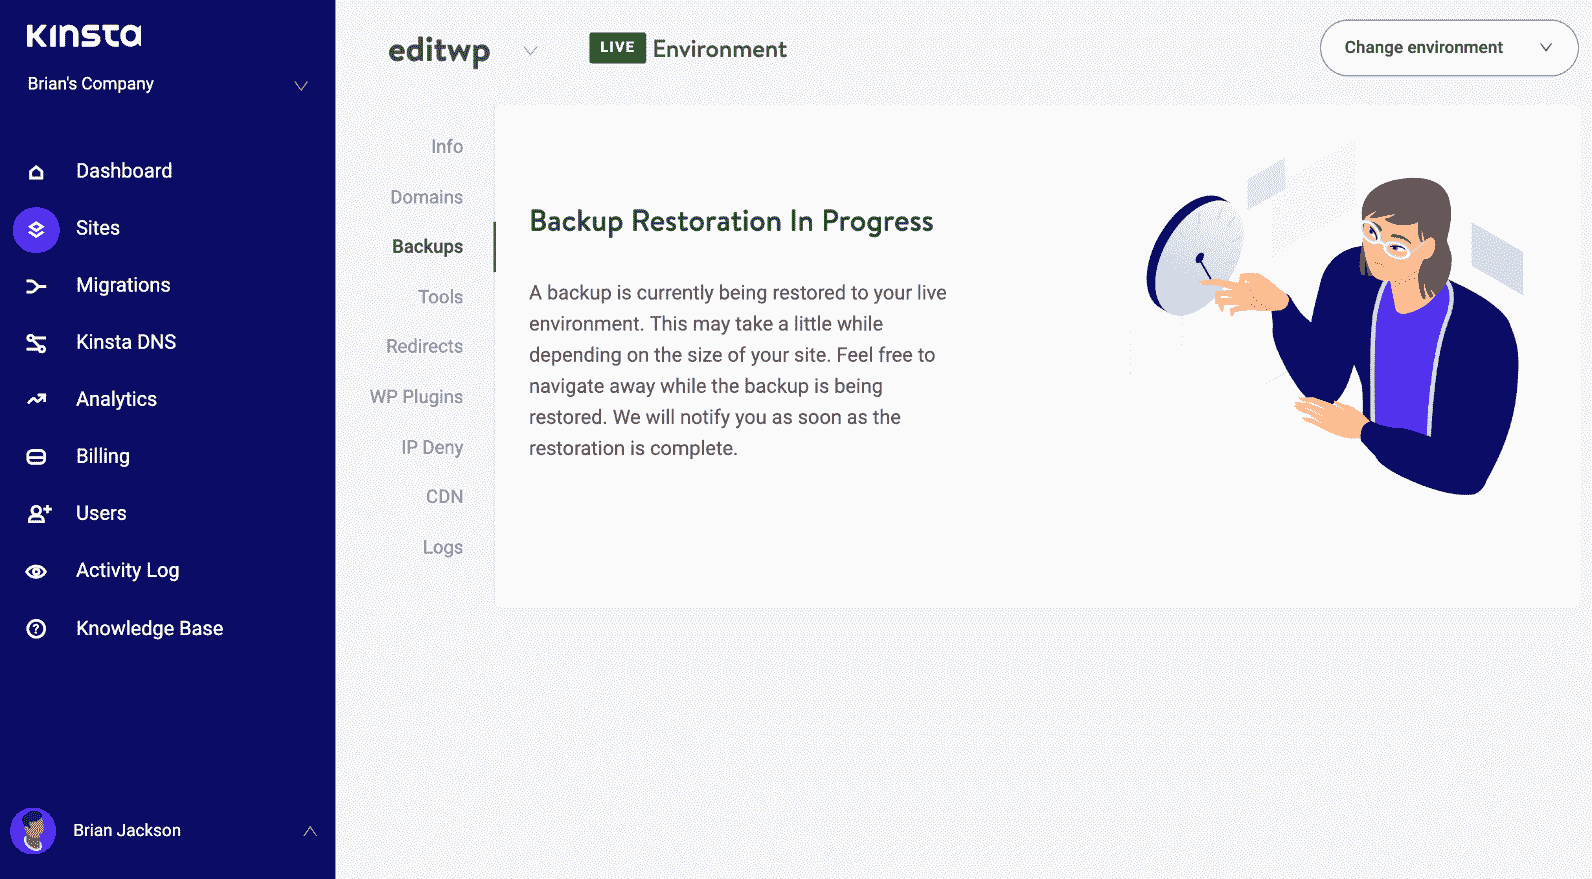 Kinsta
Brian's Company
Dashboard
Sites
Migrations
Kinsta DNS
Analytics
Billing
Users
Activity Log
Knowledge Base
Brian Jackson
editwp
LIVE Environment
Change environment
Info
Domains
Backups
Tools
Redirects
WP Plugins
IP Deny
CDN
Logs
Backup Restoration In Progress
A backup is currently being restored to your live
environment. This may take a little while
depending on the size of your site. Feel free to
navigate away while the backup is being
restored. We will notify you as soon as the
restoration is complete.